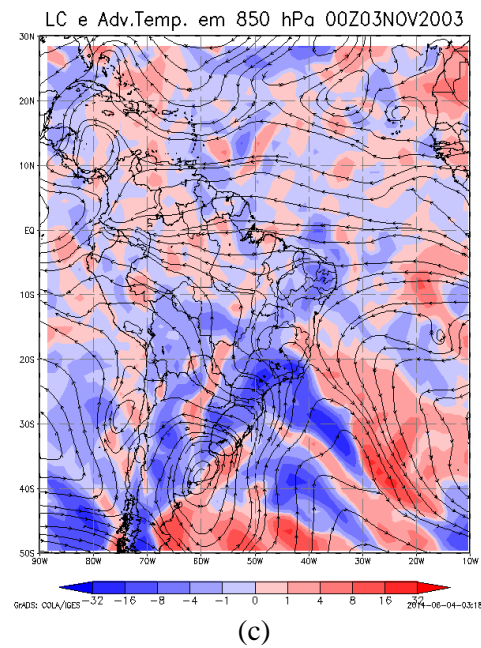 LC e Adv.Temp. em 850 hPa 00Z03NOV2003
30N
20N
10N
EQ
10S
20S
30S
40S
50S
90W 80W 70W 60W 50W 40W 30W 20W 10W
-32 -16 -8 -4 -1 0 1 4 8 16 32
GrADS: COLA/IGES 2014-06-04-03:18
(c)